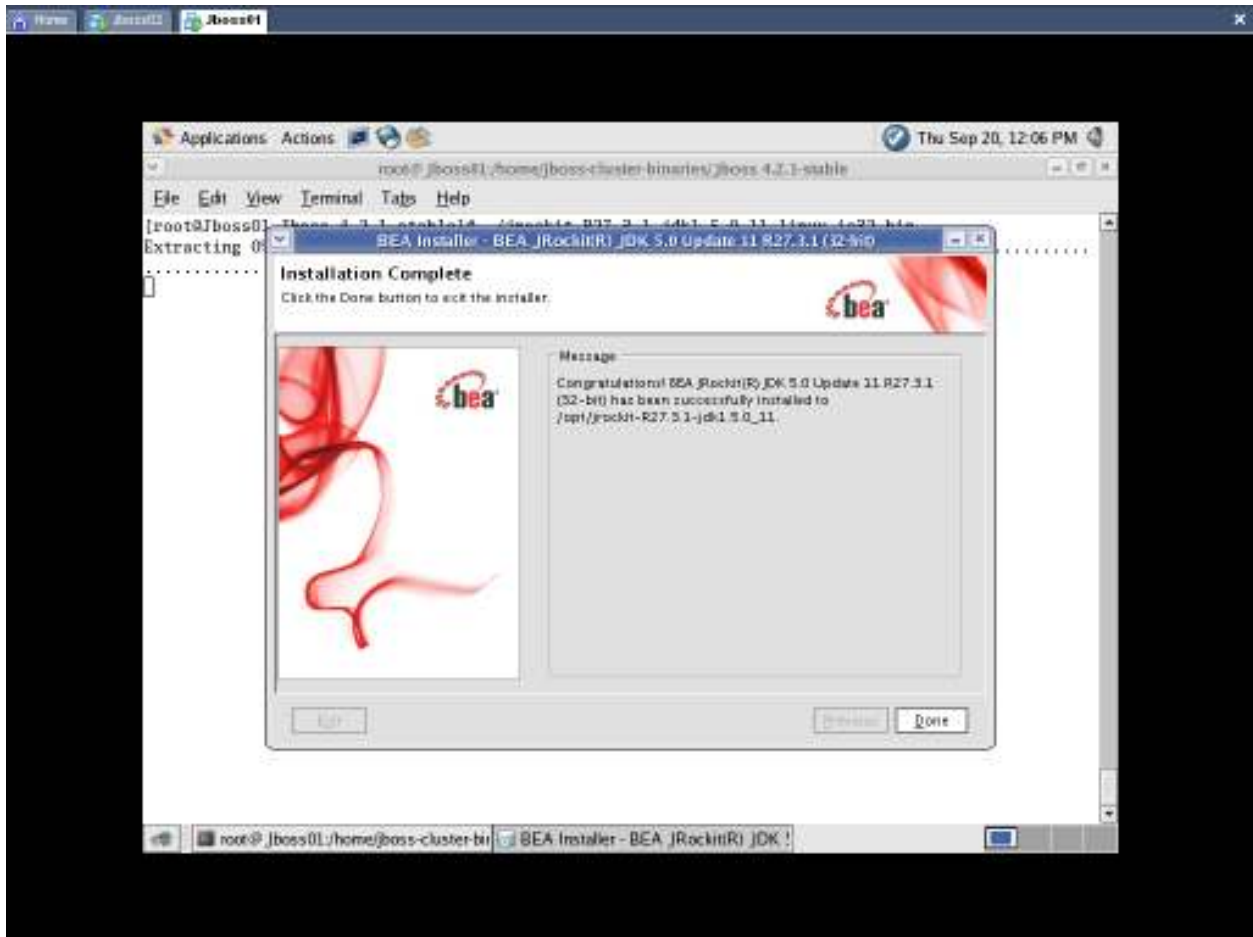 Home
Jboss01
Applications Actions
Thu Sep 20, 12:06 PM
root@ Jboss01:/home/jboss-cluster-binaries/Jboss 4.2.1-stable
File Edit View Terminal Tabs Help
[root@Jboss01
Extracting
BEA Installer - BEA JRockit(R) JDK 5.0 Update 11 R27.3.1 (32-bit)
Installation Complete
Click the Done button to exit the installer.
bea
bea
Message
Congratulations! BEA JRockit(R) JDK 5.0 Update 11 R27.3.1
(32-bit) has been successfully installed to
/opt/jrockit-R27.3.1-jdk1.5.0_11.
Exit
Previous
Done
root@ Jboss01:/home/jboss-cluster-bin
BEA Installer - BEA JRockit(R) JDK